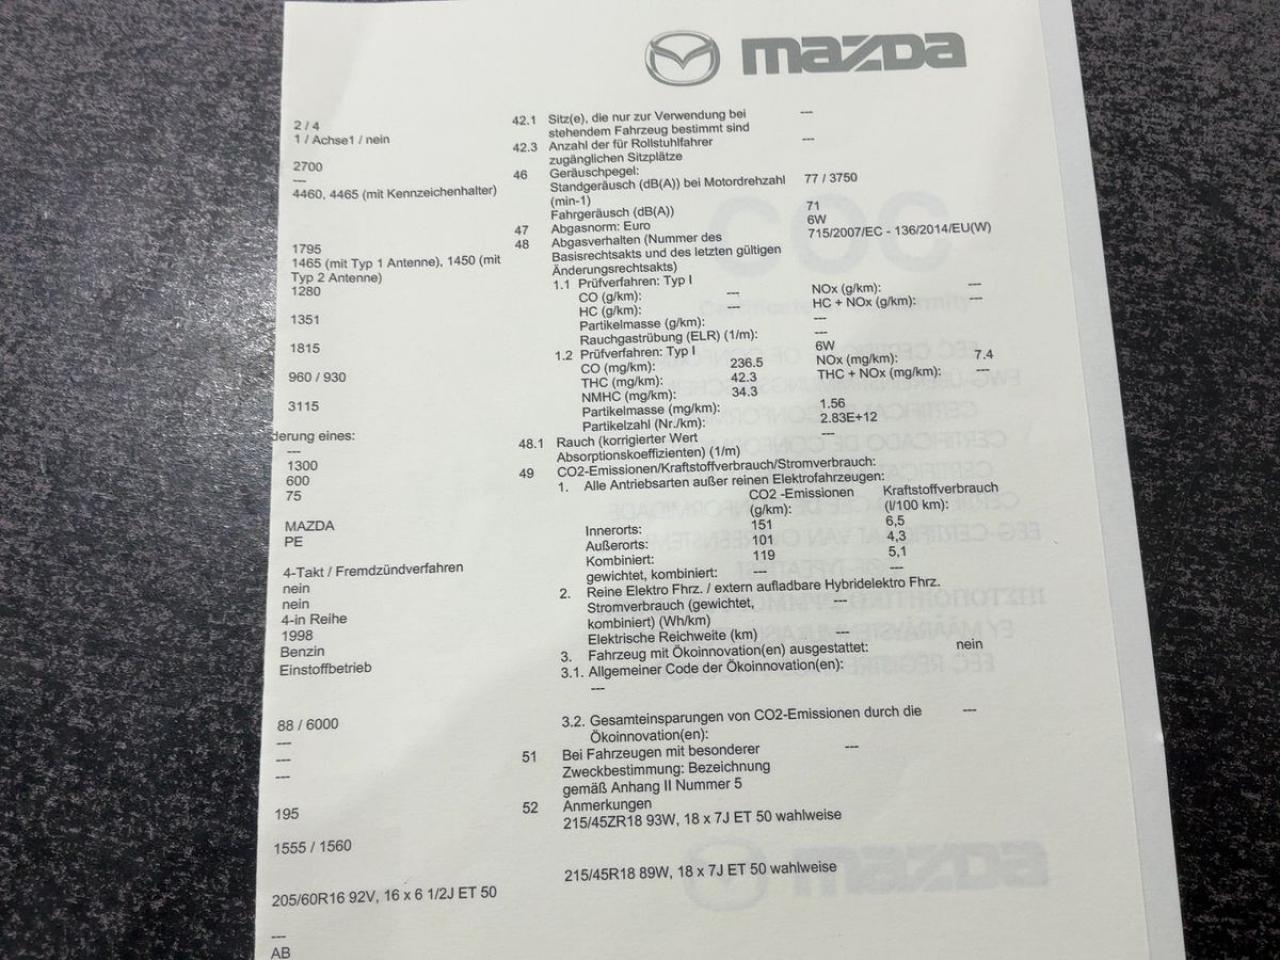 mazda
2 / 4
1 / Achse1 / nein
2700
---
4460, 4465 (mit Kennzeichenhalter)
1795
1465 (mit Typ 1 Antenne), 1450 (mit
Typ 2 Antenne)
1280
1351
1815
960 / 930
3115
derung eines:
---
1300
600
75
MAZDA
PE
4-Takt / Fremdzündverfahren
nein
nein
4-in Reihe
1998
Benzin
Einstoffbetrieb
88 / 6000
---
---
---
195
1555 / 1560
205/60R16 92V, 16 x 6 1/2J ET 50
---
AB
42.1 Sitz(e), die nur zur Verwendung bei ---
stehendem Fahrzeug bestimmt sind
42.3 Anzahl der für Rollstuhlfahrer ---
zugänglichen Sitzplätze
46 Geräuschpegel:
Standgeräusch (dB(A)) bei Motordrehzahl 77 / 3750
(min-1)
Fahrgeräusch (dB(A)) 71
47 Abgasnorm: Euro 6W
48 Abgasverhalten (Nummer des 715/2007/EC - 136/2014/EU(W)
Basisrechtsakts und des letzten gültigen
Änderungsrechtsakts)
1.1 Prüfverfahren: Typ I
CO (g/km): --- NOx (g/km): ---
HC (g/km): --- HC + NOx (g/km): ---
Partikelmasse (g/km): ---
Rauchgastrübung (ELR) (1/m): ---
1.2 Prüfverfahren: Typ I 6W
CO (mg/km): 236.5 NOx (mg/km): 7.4
THC (mg/km): 42.3 THC + NOx (mg/km): ---
NMHC (mg/km): 34.3
Partikelmasse (mg/km): 1.56
Partikelzahl (Nr./km): 2.83E+12
48.1 Rauch (korrigierter Wert ---
Absorptionskoeffizienten) (1/m)
49 CO2-Emissionen/Kraftstoffverbrauch/Stromverbrauch:
1. Alle Antriebsarten außer reinen Elektrofahrzeugen:
CO2 -Emissionen Kraftstoffverbrauch
(g/km): (l/100 km):
Innerorts: 151 6,5
Außerorts: 101 4,3
Kombiniert: 119 5,1
gewichtet, kombiniert: --- ---
2. Reine Elektro Fhrz. / extern aufladbare Hybridelektro Fhrz.
Stromverbrauch (gewichtet, ---
kombiniert) (Wh/km)
Elektrische Reichweite (km) ---
3. Fahrzeug mit Ökoinnovation(en) ausgestattet: nein
3.1. Allgemeiner Code der Ökoinnovation(en):
---
3.2. Gesamteinsparungen von CO2-Emissionen durch die ---
Ökoinnovation(en):
51 Bei Fahrzeugen mit besonderer ---
Zweckbestimmung: Bezeichnung
gemäß Anhang II Nummer 5
52 Anmerkungen
215/45ZR18 93W, 18 x 7J ET 50 wahlweise
215/45R18 89W, 18 x 7J ET 50 wahlweise